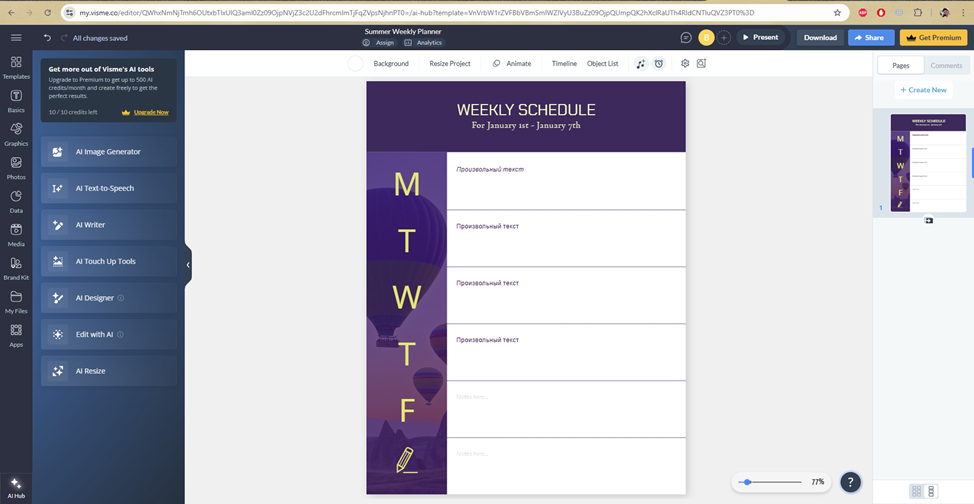 my.visme.co/editor/
All changes saved
Summer Weekly Planner
Assign
Analytics
B
Present
Download
Share
Get Premium
Templates
Basics
Graphics
Photos
Data
Media
Brand Kit
My Files
Apps
AI Hub
Get more out of Visme's AI tools
Upgrade to Premium to get up to 500 AI
credits/month and create freely to get the
perfect results.
10 / 10 credits left
Upgrade Now
AI Image Generator
AI Text-to-Speech
AI Writer
AI Touch Up Tools
AI Designer
Edit with AI
AI Resize
Background
Resize Project
Animate
Timeline
Object List
WEEKLY SCHEDULE
For January 1st - January 7th
M
Произвольный текст
T
Произвольный текст
W
Произвольный текст
T
Произвольный текст
F
Notes here...
Notes here...
77%
?
Pages
Comments
+ Create New
WEEKLY SCHEDULE
M
T
W
T
F
1